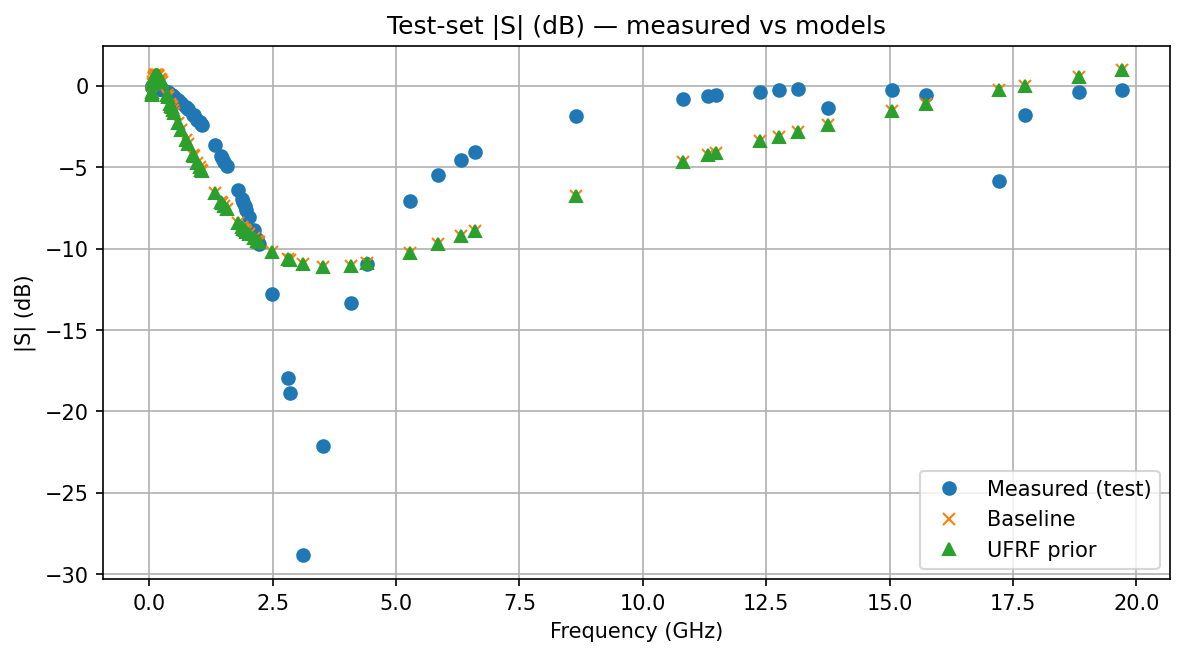 Test-set |S| (dB) — measured vs models
|S| (dB)
0
−5
−10
−15
−20
−25
−30
Measured (test)
Baseline
UFRF prior
0.0 2.5 5.0 7.5 10.0 12.5 15.0 17.5 20.0
Frequency (GHz)